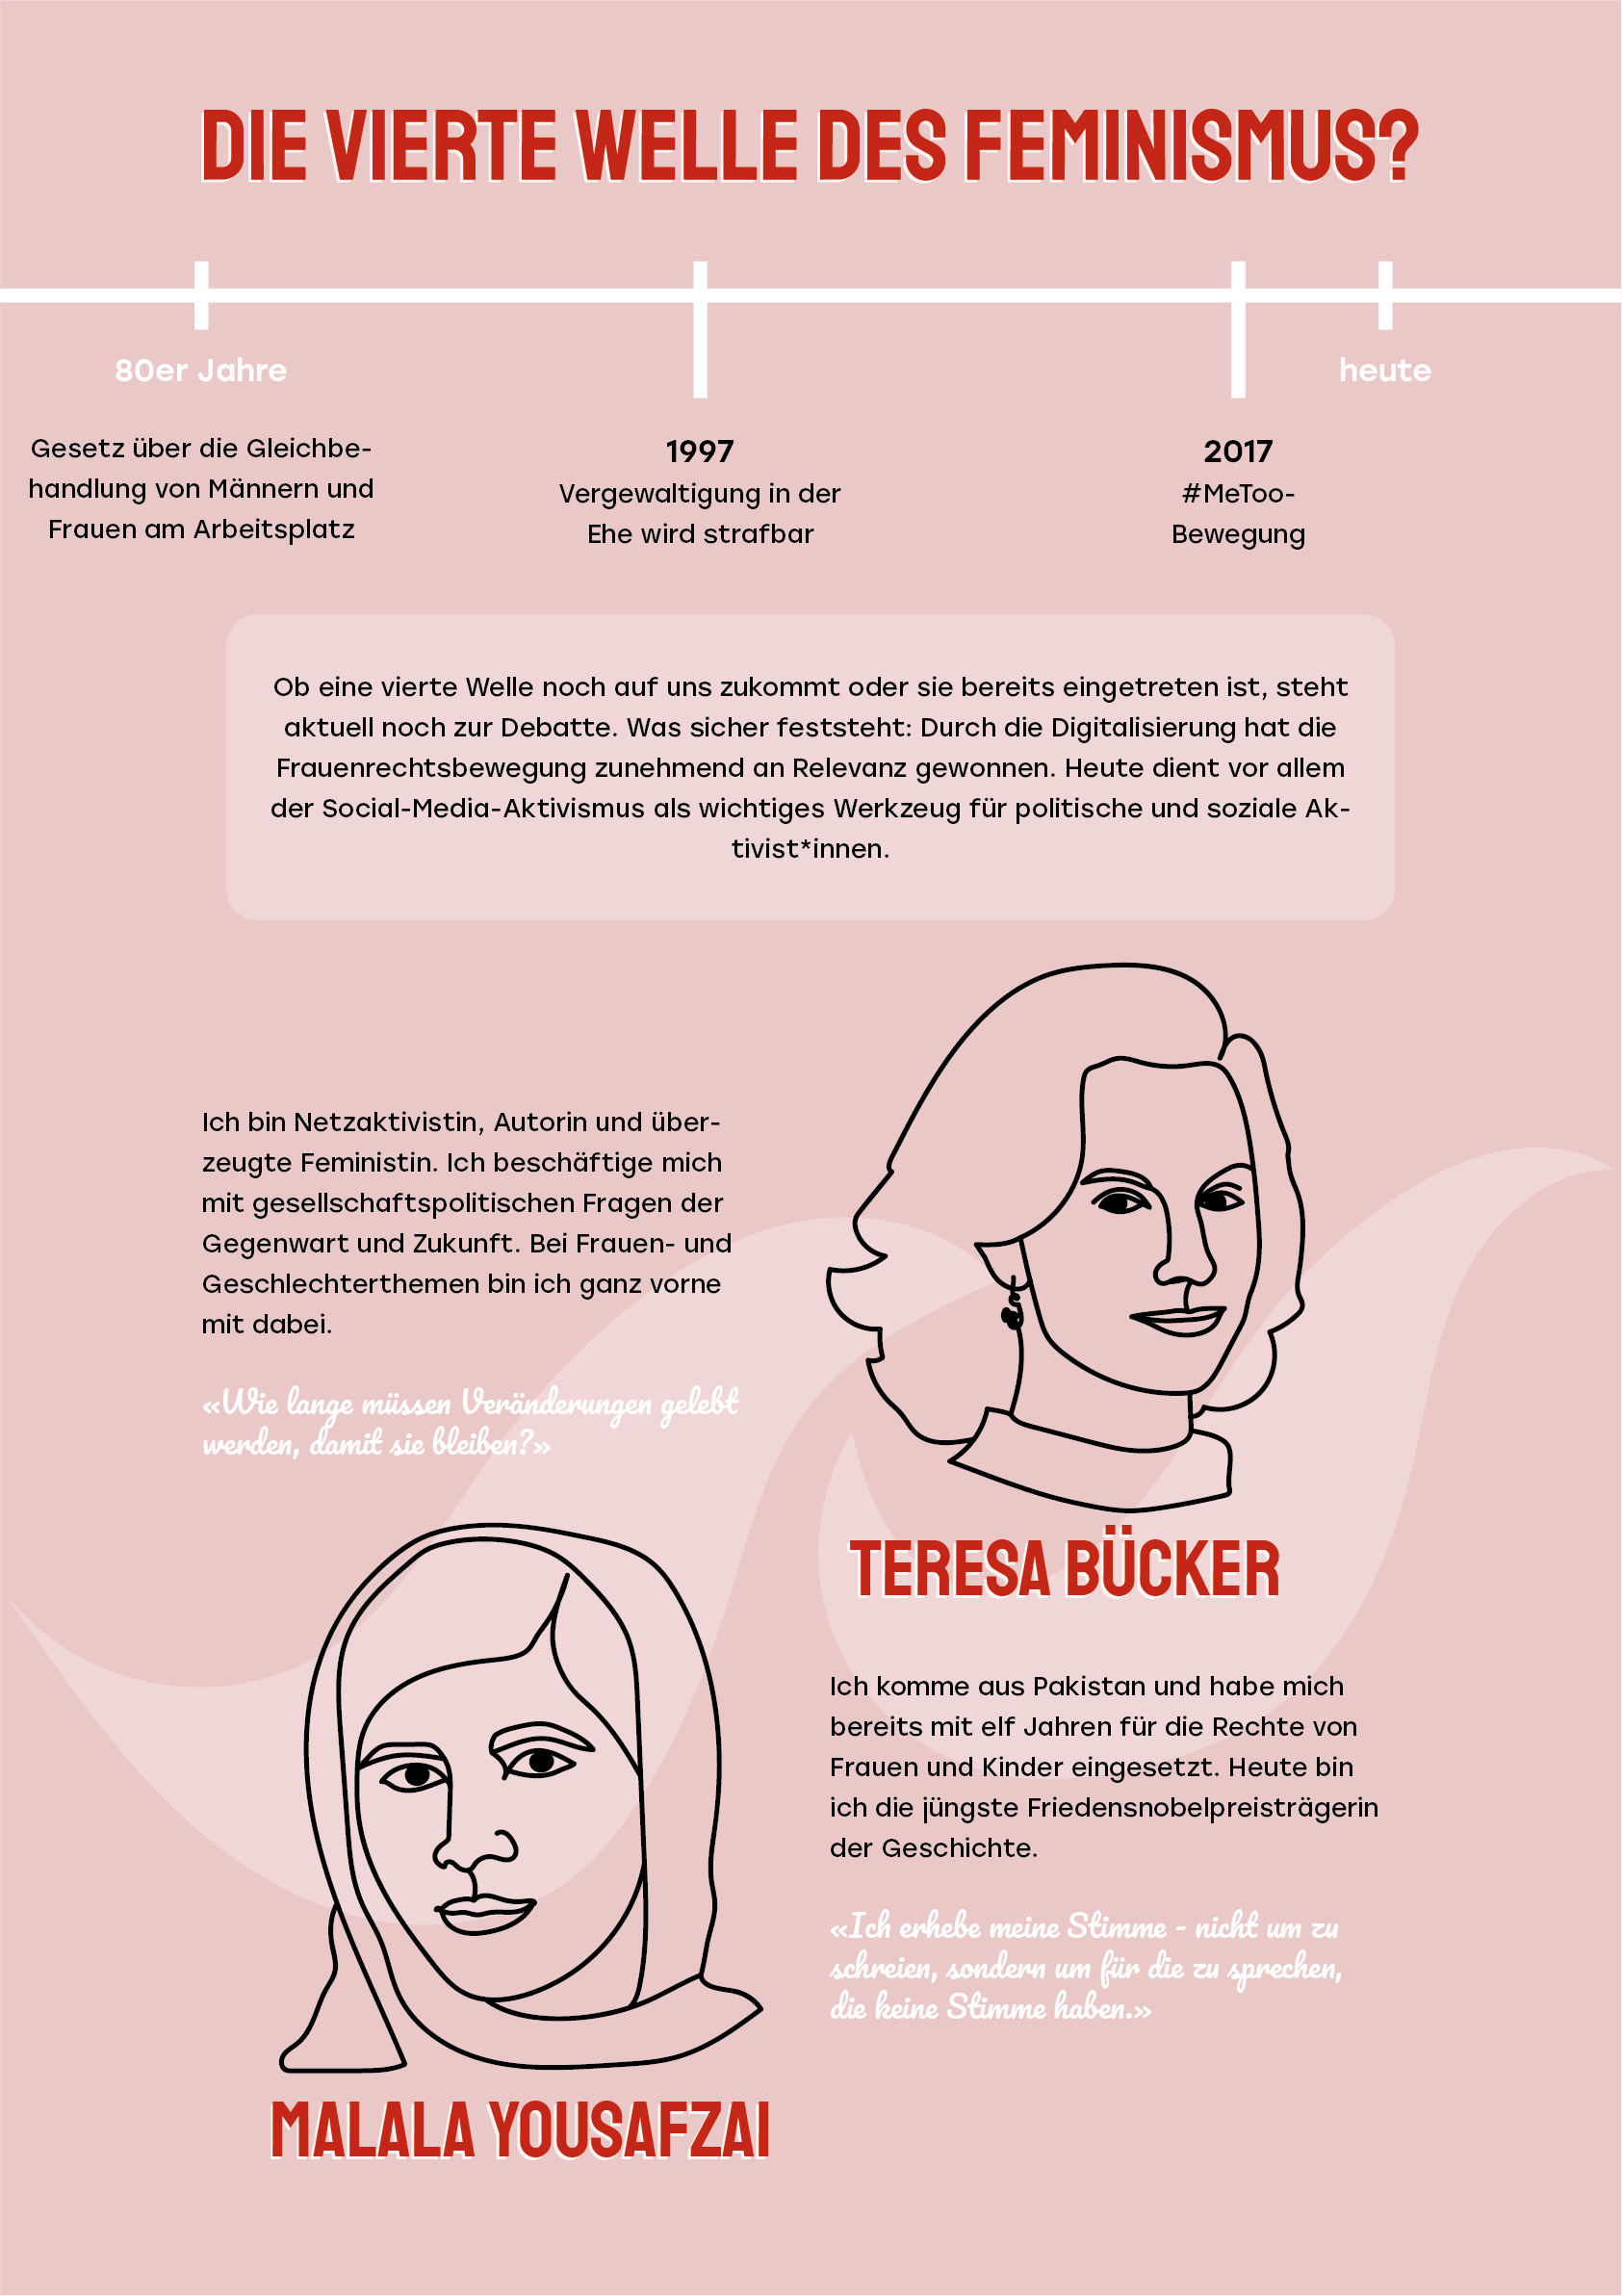 DIE VIERTE WELLE DES FEMINISMUS?
80er Jahre
heute
Gesetz über die Gleichbe-
handlung von Männern und
Frauen am Arbeitsplatz
1997
Vergewaltigung in der
Ehe wird strafbar
2017
#MeToo-
Bewegung
Ob eine vierte Welle noch auf uns zukommt oder sie bereits eingetreten ist, steht
aktuell noch zur Debatte. Was sicher feststeht: Durch die Digitalisierung hat die
Frauenrechtsbewegung zunehmend an Relevanz gewonnen. Heute dient vor allem
der Social-Media-Aktivismus als wichtiges Werkzeug für politische und soziale Ak-
tivist*innen.
Ich bin Netzaktivistin, Autorin und über-
zeugte Feministin. Ich beschäftige mich
mit gesellschaftspolitischen Fragen der
Gegenwart und Zukunft. Bei Frauen- und
Geschlechterthemen bin ich ganz vorne
mit dabei.
«Wie lange müssen Veränderungen gelebt
werden, damit sie bleiben?»
TERESA BÜCKER
Ich komme aus Pakistan und habe mich
bereits mit elf Jahren für die Rechte von
Frauen und Kinder eingesetzt. Heute bin
ich die jüngste Friedensnobelpreisträgerin
der Geschichte.
«Ich erhebe meine Stimme - nicht um zu
schreien, sondern um für die zu sprechen,
die keine Stimme haben.»
MALALA YOUSAFZAI